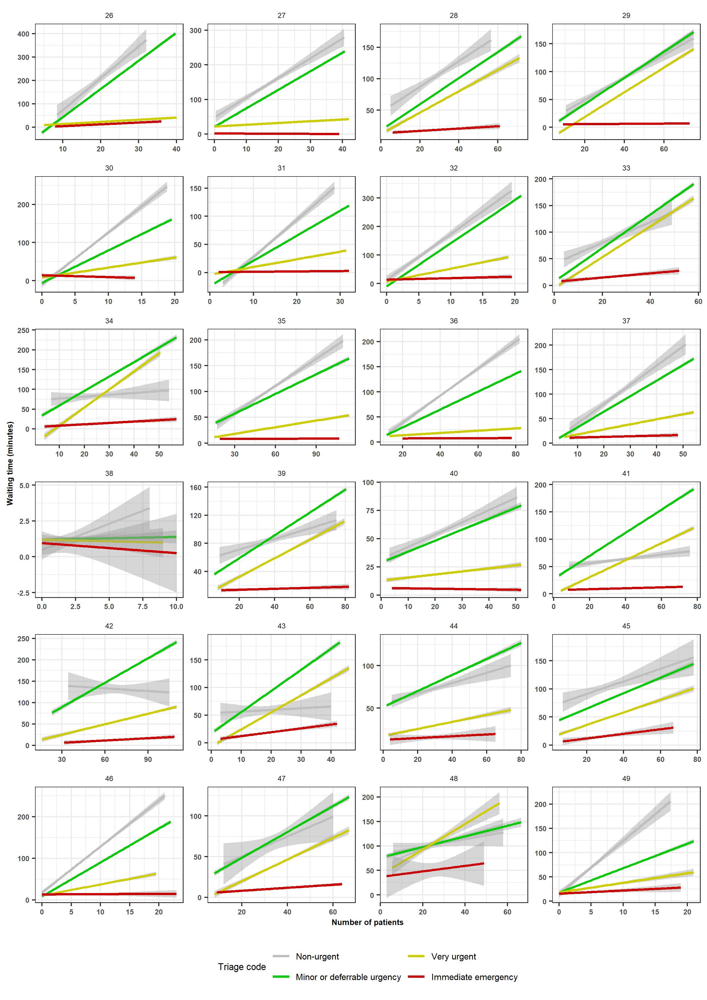 26 27 28 29
400 300 150 150
300 200 100 100
200 100 50 50
100 0 0
0
10 20 30 40 0 10 20 30 40 0 20 40 60 20 40 60
30 31 32 33
200 150 300 200
100 100 200 150
0 50 100 100
0 0 50
0
0 5 10 15 20 0 10 20 30 0 5 10 15 20 0 20 40 60
34 35 36 37
250 200 200 200
200 150 150 150
150 100 100 100
100 50 50 50
50 0 0 0
0
10 20 30 40 50 30 60 90 20 40 60 80 10 20 30 40 50
Waiting time (minutes)
38 39 40 41
5.0 160 100 200
2.5 120 75 150
0.0 80 50 100
-2.5 40 25 50
0 0
0.0 2.5 5.0 7.5 10.0 20 40 60 80 0 10 20 30 40 50 0 20 40 60 80
42 43 44 45
250 150 100 150
200 100 50 100
150 50 50
100 0 0
50
0
30 60 90 0 10 20 30 40 0 20 40 60 80 20 40 60 80
46 47 48 49
200 100 200 200
100 50 150 150
0 0 100 100
50 50
0 0
0 5 10 15 20 20 40 60 0 20 40 60 0 5 10 15 20
Number of patients
Triage code
Non-urgent Very urgent
Minor or deferrable urgency Immediate emergency